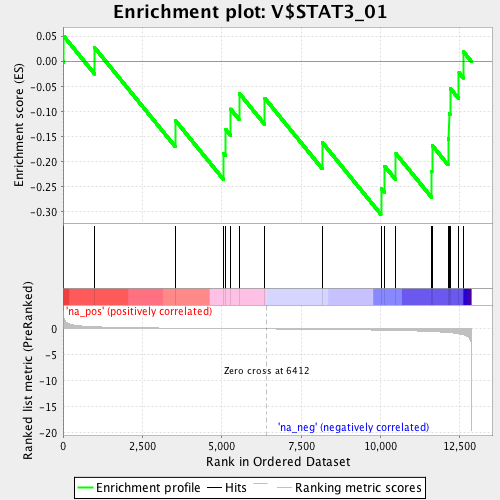 Enrichment plot: V$STAT3_01
Enrichment score (ES)
0.05
0.00
-0.05
-0.10
-0.15
-0.20
-0.25
-0.30
'na_pos' (positively correlated)
Ranked list metric (PreRanked)
0
-5
-10
-15
-20
Zero cross at 6412
'na_neg' (negatively correlated)
0
2,500
5,000
7,500
10,000
12,500
Rank in Ordered Dataset
Enrichment profile
Hits
Ranking metric scores